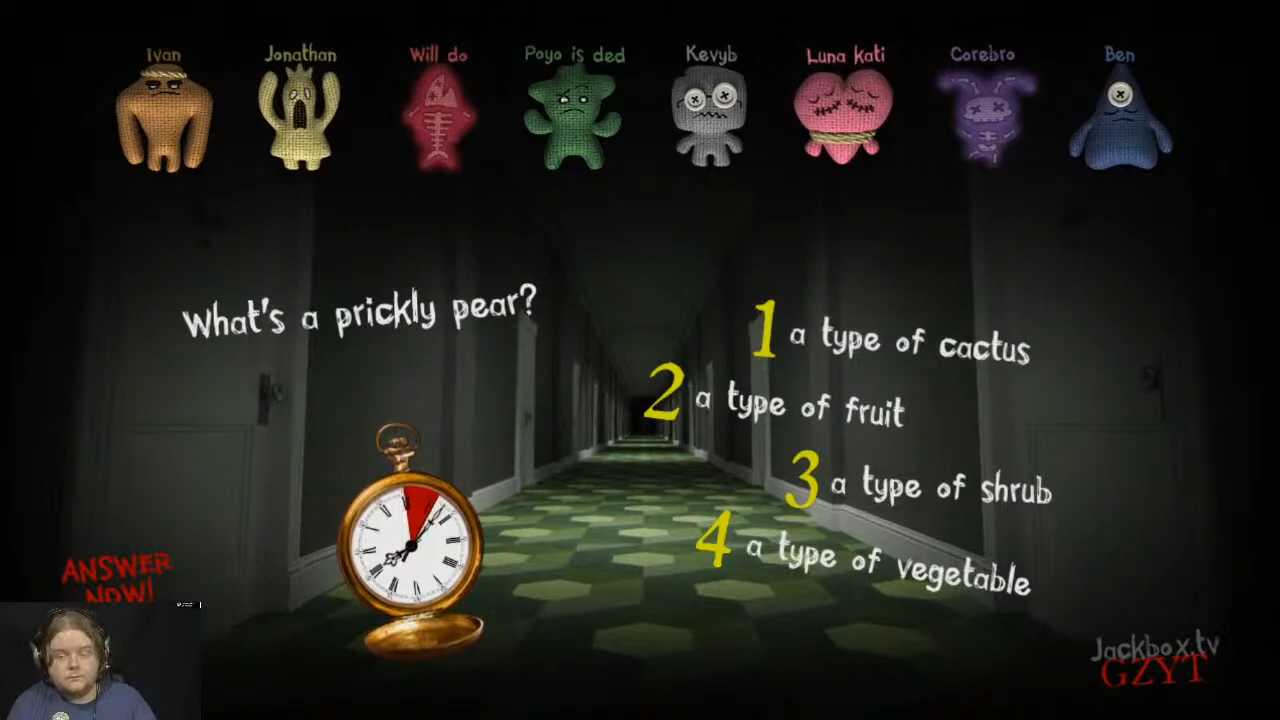 Ivan
Jonathan
Will do
Poyo is ded
Kevyb
Luna kati
Corebro
Ben
What's a prickly pear?
1 a type of cactus
2 a type of fruit
3 a type of shrub
4 a type of vegetable
ANSWER
NOW!
Jackbox.tv
GZYT